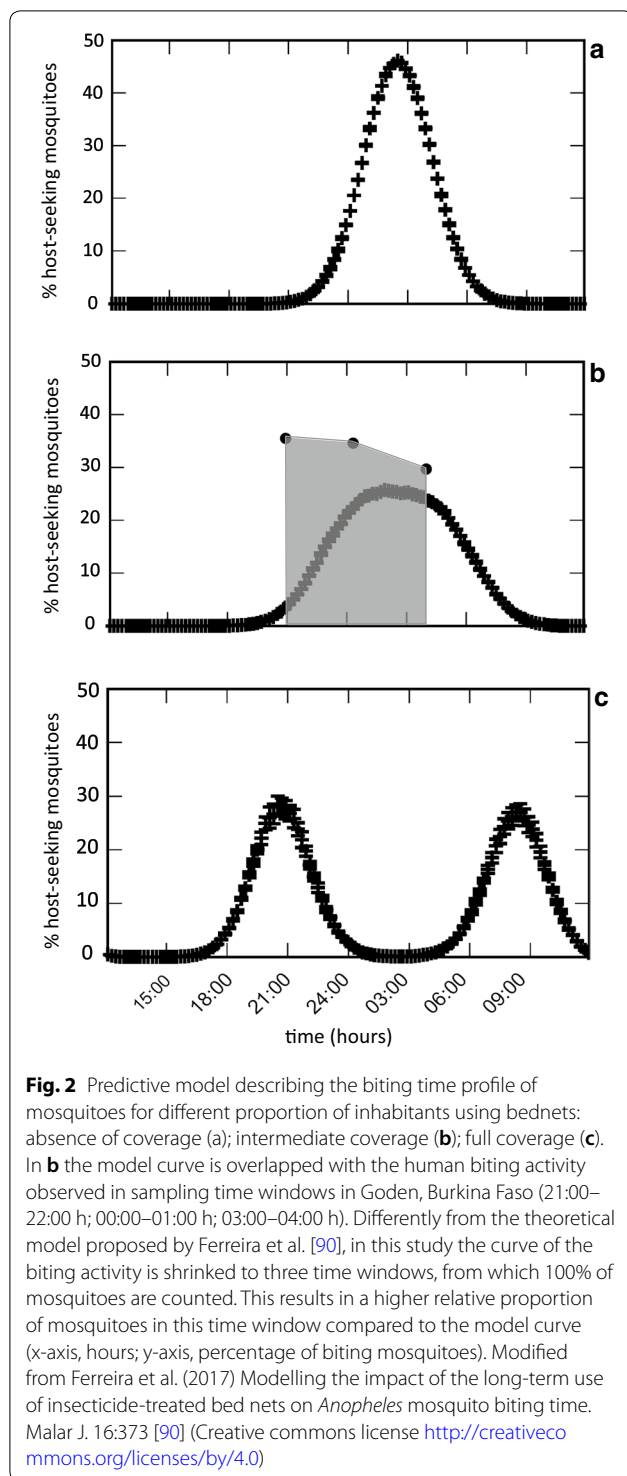 50
a
40
30
20
10
0
% host-seeking mosquitoes
50
b
40
30
20
10
0
% host-seeking mosquitoes
50
c
40
30
20
10
0
% host-seeking mosquitoes
15:00 18:00 21:00 24:00 03:00 06:00 09:00
time (hours)
Fig. 2 Predictive model describing the biting time profile of
mosquitoes for different proportion of inhabitants using bednets:
absence of coverage (a); intermediate coverage (b); full coverage (c).
In b the model curve is overlapped with the human biting activity
observed in sampling time windows in Goden, Burkina Faso (21:00–
22:00 h; 00:00–01:00 h; 03:00–04:00 h). Differently from the theoretical
model proposed by Ferreira et al. [90], in this study the curve of the
biting activity is shrinked to three time windows, from which 100% of
mosquitoes are counted. This results in a higher relative proportion
of mosquitoes in this time window compared to the model curve
(x-axis, hours; y-axis, percentage of biting mosquitoes). Modified
from Ferreira et al. (2017) Modelling the impact of the long-term use
of insecticide-treated bed nets on Anopheles mosquito biting time.
Malar J. 16:373 [90] (Creative commons license http://creativeco
mmons.org/licenses/by/4.0)